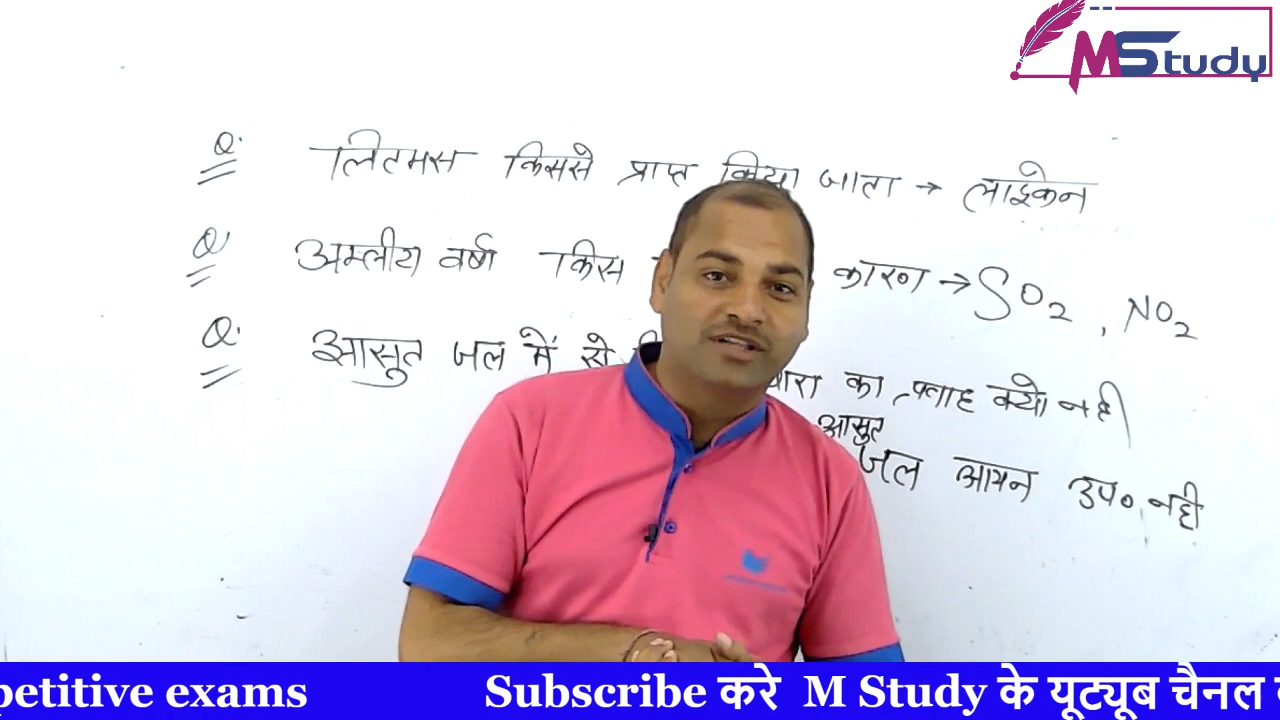 MStudy
Q. लिटमस किससे प्राप्त किया जाता → लाइकेन
Q. अम्लीय वर्षा किस कारण → SO2, NO2
Q. आसुत जल में से धारा का प्रवाह क्यो नही
आसुत
जल आयन उप०. नही
petitive exams Subscribe करे M Study के यूट्यूब चैनल